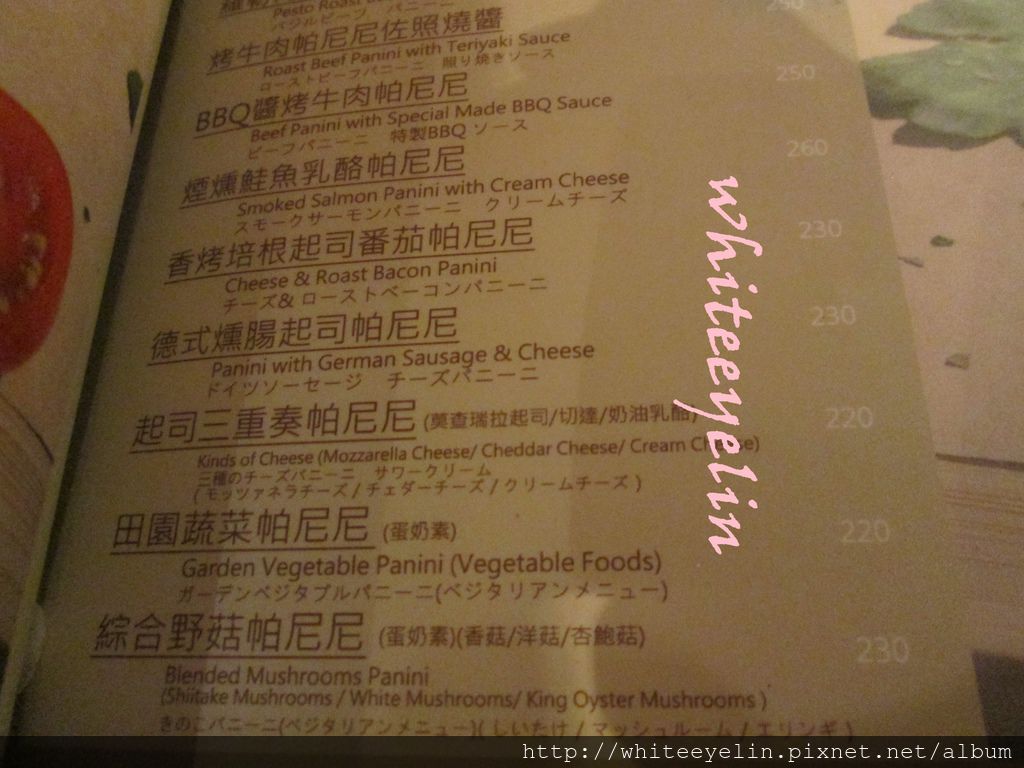 Pesto Roast
烤牛肉帕尼尼佐照燒醬
Roast Beef Panini with Teriyaki Sauce
ローストビーフパニーニ 照り焼きソース
250
BBQ醬烤牛肉帕尼尼
Beef Panini with Special Made BBQ Sauce
ビーフパニーニ 特製BBQ ソース
260
煙燻鮭魚乳酪帕尼尼
Smoked Salmon Panini with Cream Cheese
スモークサーモンパニーニ クリームチーズ
230
香烤培根起司番茄帕尼尼
Cheese & Roast Bacon Panini
チーズ& ローストベーコンパニーニ
230
德式燻腸起司帕尼尼
Panini with German Sausage & Cheese
ドイツソーセージ チーズパニーニ
220
起司三重奏帕尼尼 (莫查瑞拉起司/切達/奶油乳酪)
Kinds of Cheese (Mozzarella Cheese/ Cheddar Cheese/ Cream Cheese)
三種のチーズパニーニ サワークリーム
( モッツァネラチーズ / チェダーチーズ / クリームチーズ )
220
田園蔬菜帕尼尼 (蛋奶素)
Garden Vegetable Panini (Vegetable Foods)
ガーデンベジタブルパニーニ(ベジタリアンメニュー)
230
綜合野菇帕尼尼 (蛋奶素)(香菇/洋菇/杏鮑菇)
Blended Mushrooms Panini
(Shiitake Mushrooms / White Mushrooms/ King Oyster Mushrooms )
きのこパニーニ(ベジタリアンメニュー)( しいたけ / マッシュルーム / エリンギ )
whiteeyelin
http://whiteeyelin.pixnet.net/album